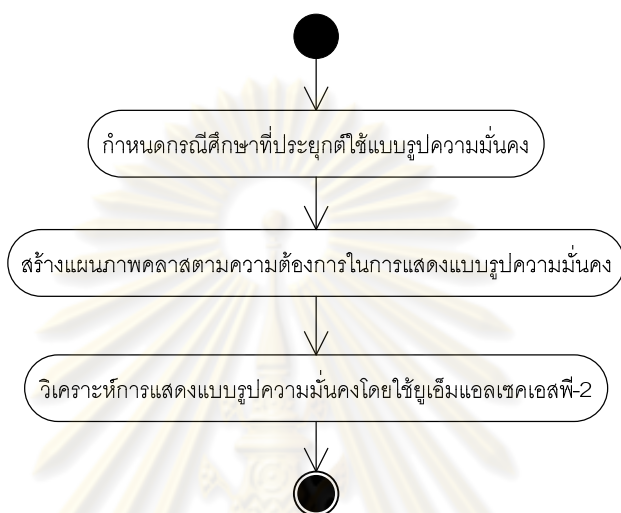 กำหนดกรณีศึกษาที่ประยุกต์ใช้แบบรูปความมั่นคง
สร้างแผนภาพคลาสตามความต้องการในการแสดงแบบรูปความมั่นคง
วิเคราะห์การแสดงแบบรูปความมั่นคงโดยใช้ยูเอ็มแอลเซคเอสพี-2